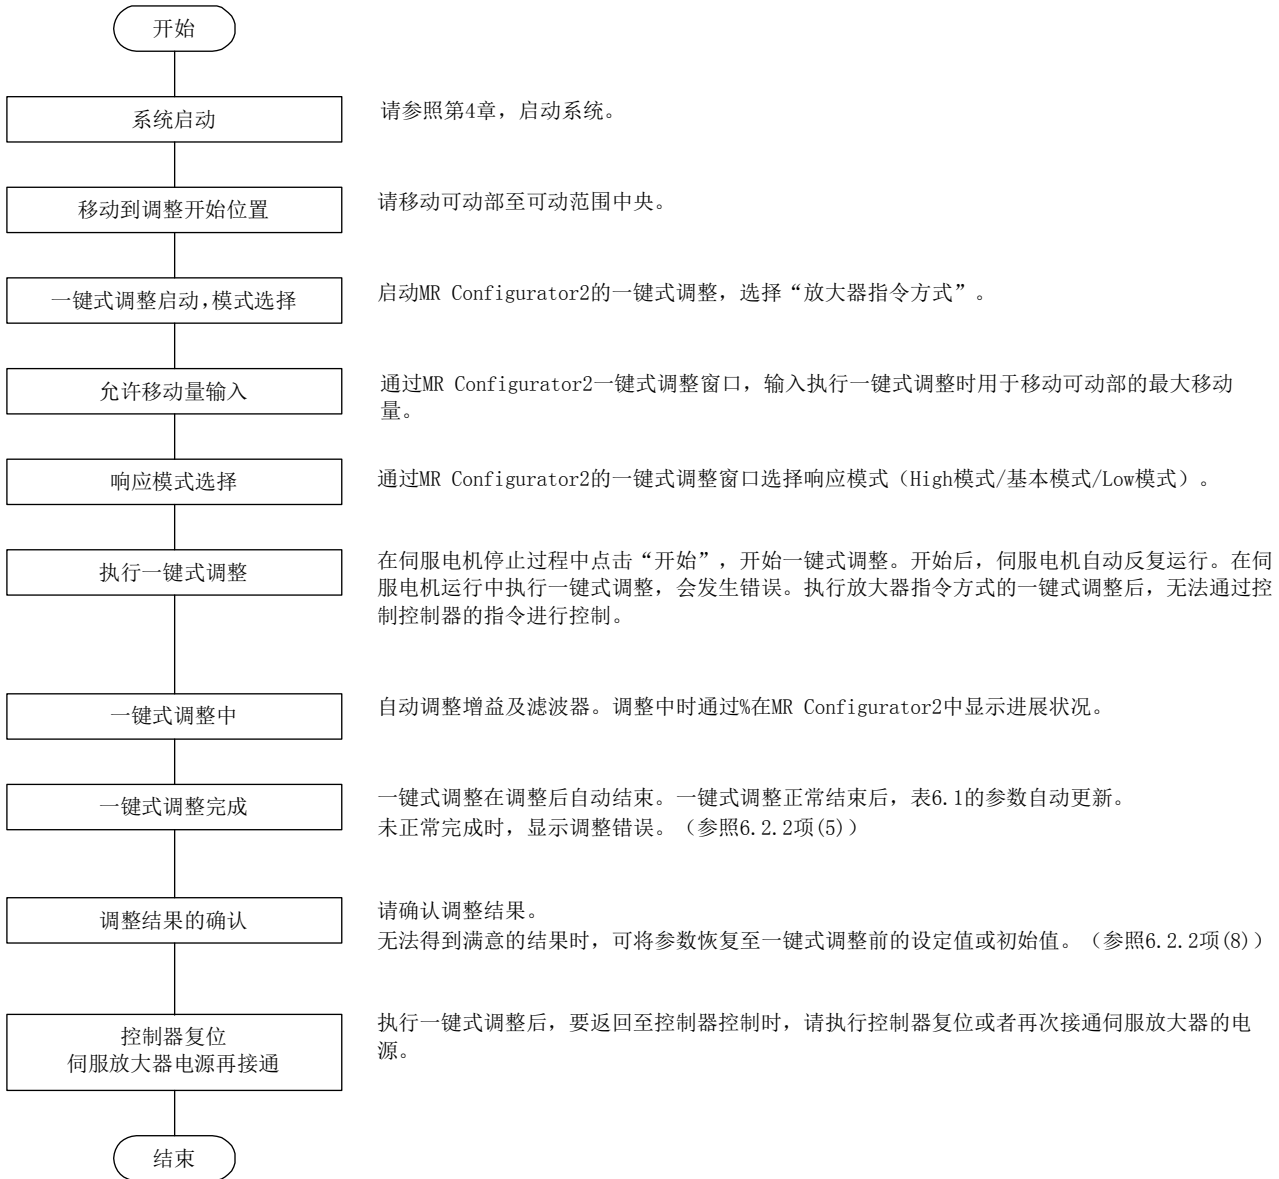 开始
系统启动
请参照第4章，启动系统。
移动到调整开始位置
请移动可动部至可动范围中央。
一键式调整启动,模式选择
启动MR Configurator2的一键式调整，选择“放大器指令方式”。
允许移动量输入
通过MR Configurator2一键式调整窗口，输入执行一键式调整时用于移动可动部的最大移动
量。
响应模式选择
通过MR Configurator2的一键式调整窗口选择响应模式（High模式/基本模式/Low模式）。
执行一键式调整
在伺服电机停止过程中点击“开始”，开始一键式调整。开始后，伺服电机自动反复运行。在伺
服电机运行中执行一键式调整，会发生错误。执行放大器指令方式的一键式调整后，无法通过控
制控制器的指令进行控制。
一键式调整中
自动调整增益及滤波器。调整中时通过%在MR Configurator2中显示进展状况。
一键式调整完成
一键式调整在调整后自动结束。一键式调整正常结束后，表6.1的参数自动更新。
未正常完成时，显示调整错误。（参照6.2.2项(5)）
调整结果的确认
请确认调整结果。
无法得到满意的结果时，可将参数恢复至一键式调整前的设定值或初始值。（参照6.2.2项(8)）
控制器复位
伺服放大器电源再接通
执行一键式调整后，要返回至控制器控制时，请执行控制器复位或者再次接通伺服放大器的电
源。
结束